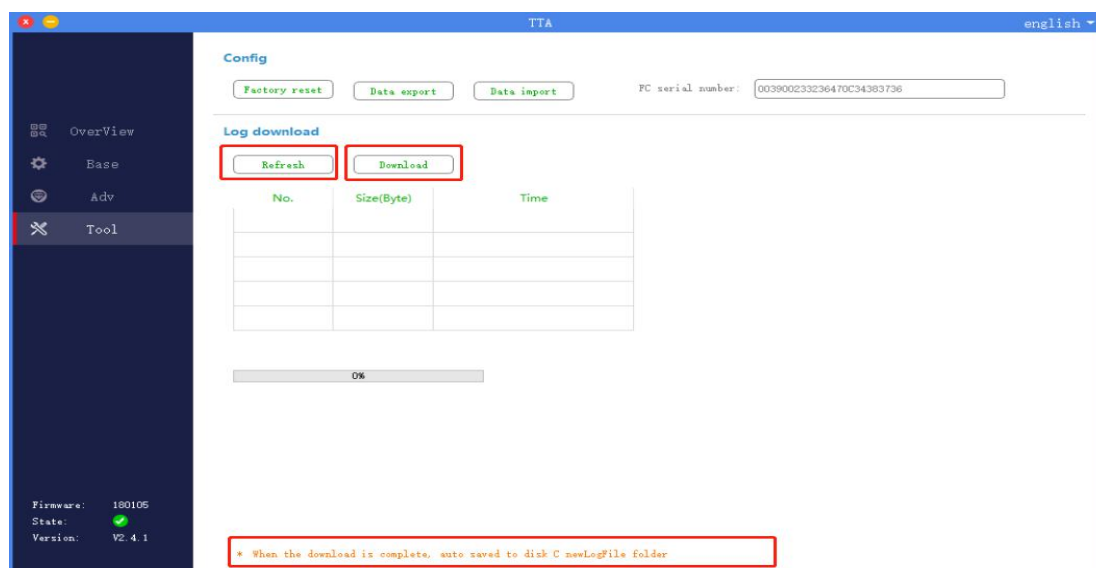 TTA
english
Config
Factory reset
Data export
Data import
FC serial number:
003900233236470C34383736
OverView
Base
Adv
Tool
Log download
Refresh
Download
No.
Size(Byte)
Time
0%
Firmware: 180105
State:
Version: V2.4.1
* When the download is complete, auto saved to disk C newLogFile folder